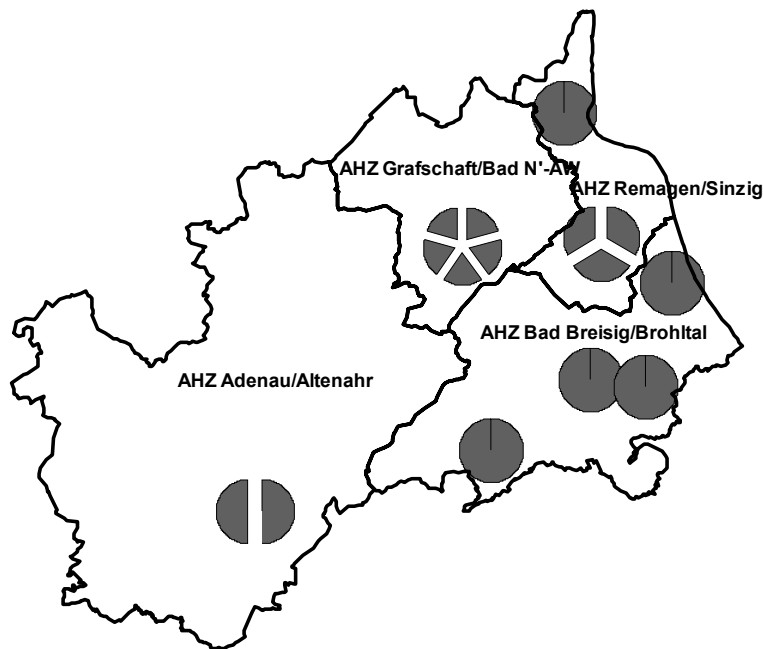 AHZ Grafschaft/Bad N'-AW
AHZ Remagen/Sinzig
AHZ Bad Breisig/Brohltal
AHZ Adenau/Altenahr